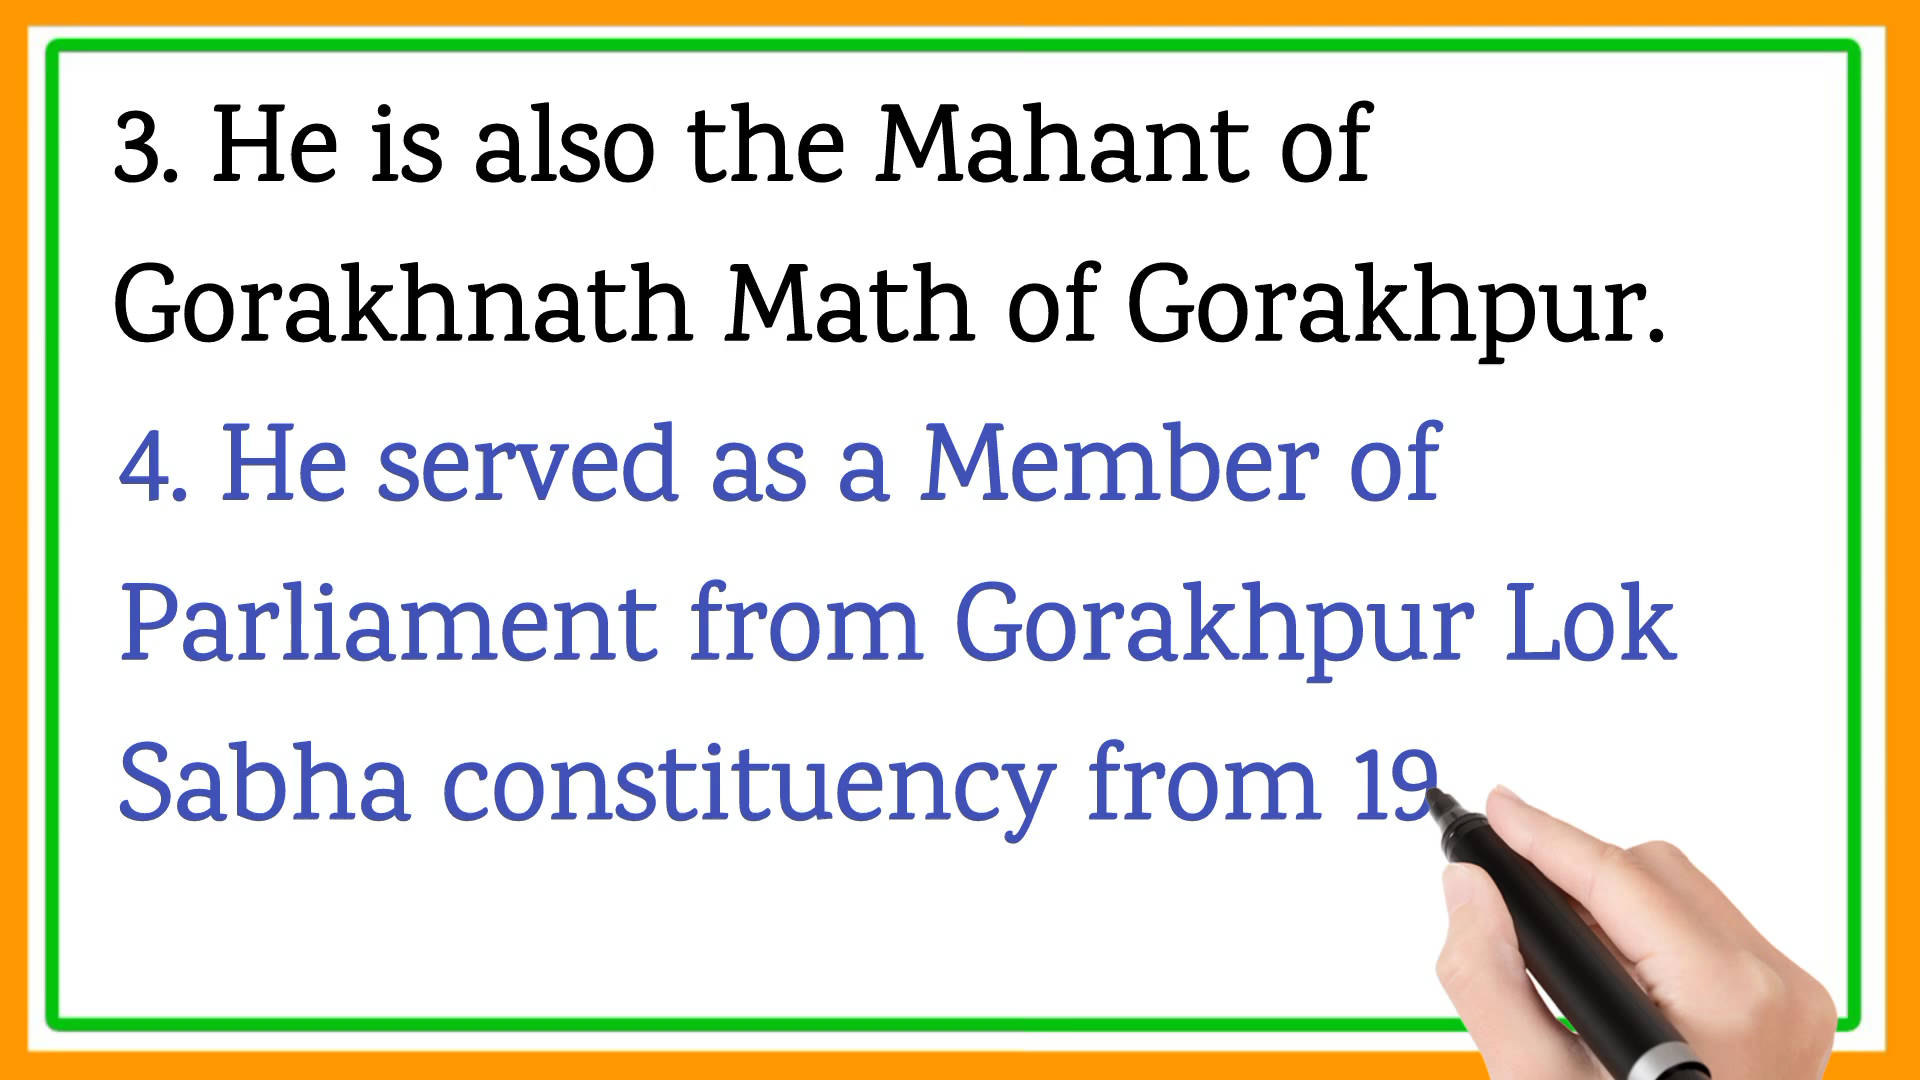 3. He is also the Mahant of
Gorakhnath Math of Gorakhpur.
4. He served as a Member of
Parliament from Gorakhpur Lok
Sabha constituency from 19